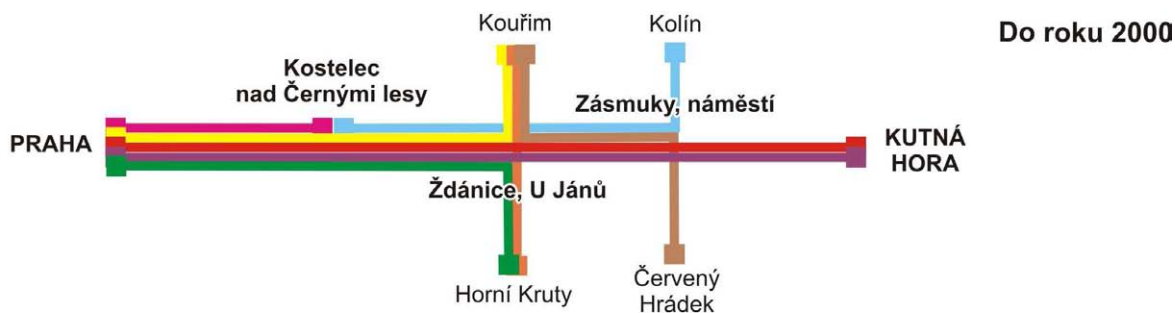 Kouřim
Kolín
Do roku 2000
Kostelec
nad Černými lesy
Zásmuky, náměstí
PRAHA
KUTNÁ
HORA
Ždánice, U Jánů
Horní Kruty
Červený
Hrádek